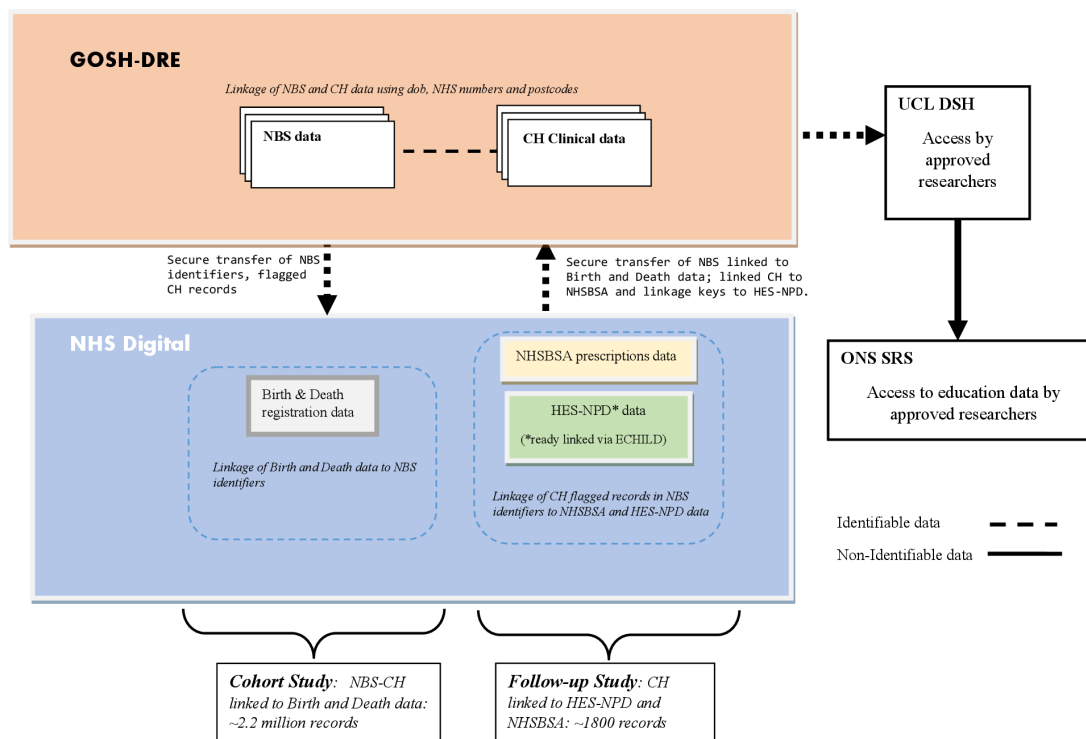 GOSH-DRE
Linkage of NBS and CH data using dob, NHS numbers and postcodes
NBS data
CH Clinical data
UCL DSH
Access by
approved
researchers
Secure transfer of NBS
identifiers, flagged
CH records
Secure transfer of NBS linked to
Birth and Death data; linked CH to
NHSBSA and linkage keys to HES-NPD.
NHS Digital
Birth & Death
registration data
Linkage of Birth and Death data to NBS
identifiers
NHSBSA prescriptions data
HES-NPD* data
(*ready linked via ECHILD)
Linkage of CH flagged records in NBS
identifiers to NHSBSA and HES-NPD data
ONS SRS
Access to education data by
approved researchers
Identifiable data
Non-Identifiable data
Cohort Study: NBS-CH
linked to Birth and Death data:
~2.2 million records
Follow-up Study: CH
linked to HES-NPD and
NHSBSA: ~1800 records